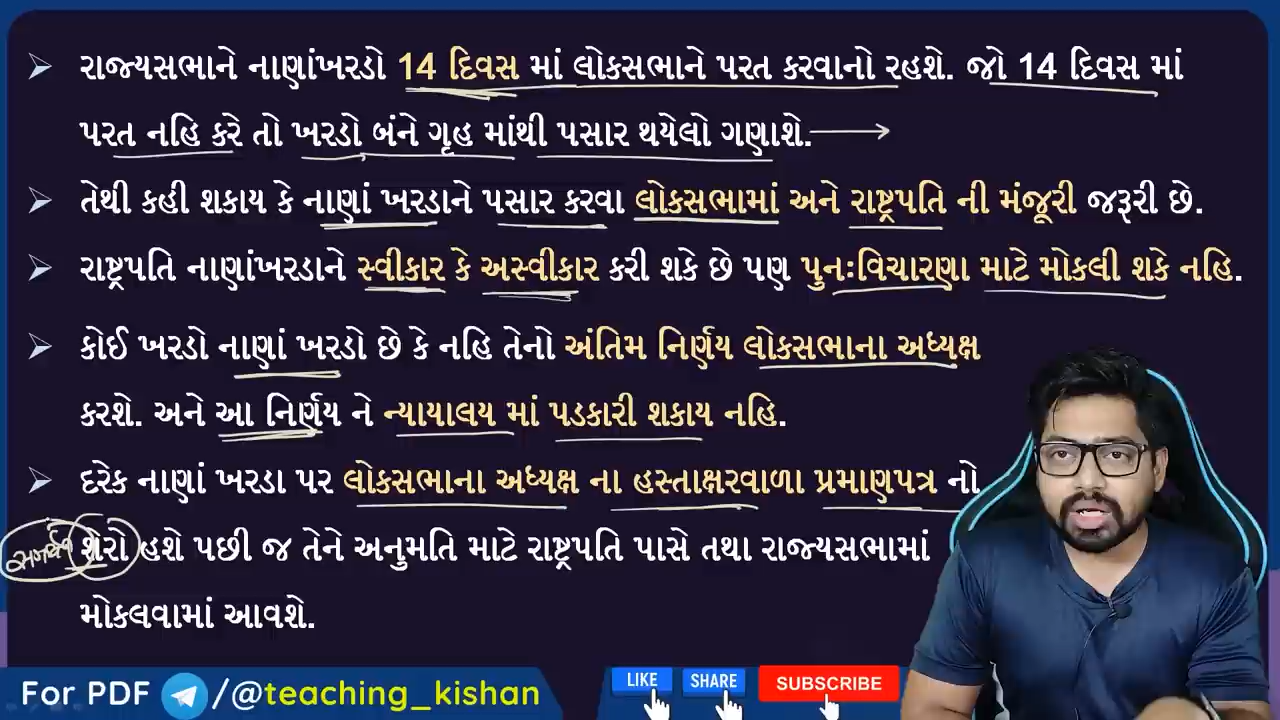 રાજ્યસભાને નાણાંખરડો 14 દિવસ માં લોકસભાને પરત કરવાનો રહશે. જો 14 દિવસ માં
પરત નહિ કરે તો ખરડો બંને ગૃહ માંથી પસાર થયેલો ગણાશે.
તેથી કહી શકાય કે નાણાં ખરડાને પસાર કરવા લોકસભામાં અને રાષ્ટ્રપતિ ની મંજૂરી જરૂરી છે.
રાષ્ટ્રપતિ નાણાંખરડાને સ્વીકાર કે અસ્વીકાર કરી શકે છે પણ પુનઃવિચારણા માટે મોકલી શકે નહિ.
કોઈ ખરડો નાણાં ખરડો છે કે નહિ તેનો અંતિમ નિર્ણય લોકસભાના અધ્યક્ષ
કરશે. અને આ નિર્ણય ને ન્યાયાલય માં પડકારી શકાય નહિ.
દરેક નાણાં ખરડા પર લોકસભાના અધ્યક્ષ ના હસ્તાક્ષરવાળા પ્રમાણપત્ર નો
શેરો હશે પછી જ તેને અનુમતિ માટે રાષ્ટ્રપતિ પાસે તથા રાજ્યસભામાં
મોકલવામાં આવશે.
For PDF /@teaching_kishan LIKE SHARE SUBSCRIBE